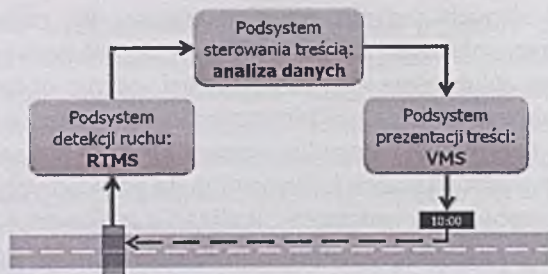 Podsystem
sterowania treścią:
analiza danych
Podsystem
detekcji ruchu:
RTMS
Podsystem
prezentacji treści:
VMS
10:00